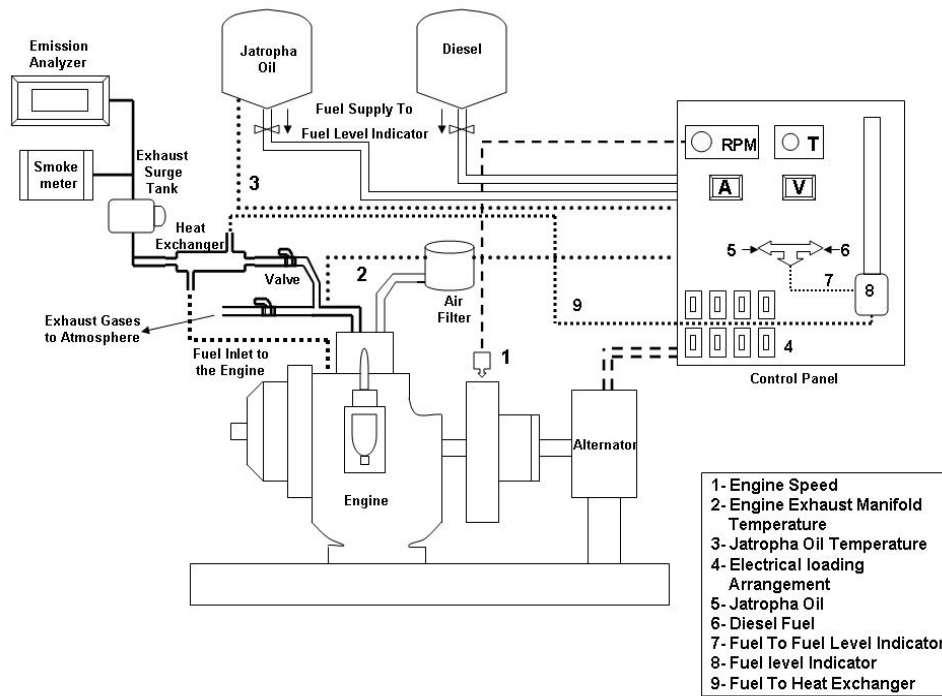 Emission
Analyzer
Jatropha
Oil
Diesel
Fuel Supply To
Fuel Level Indicator
RPM
T
A
V
Smoke
meter
Exhaust
Surge
Tank
3
Heat
Exchanger
Valve
2
Air
Filter
5
6
7
8
9
4
Exhaust Gases
to Atmosphere
Fuel Inlet to
the Engine
1
Control Panel
Engine
Alternator
1- Engine Speed
2- Engine Exhaust Manifold
Temperature
3- Jatropha Oil Temperature
4- Electrical loading
Arrangement
5- Jatropha Oil
6- Diesel Fuel
7- Fuel To Fuel Level Indicator
8- Fuel level Indicator
9- Fuel To Heat Exchanger